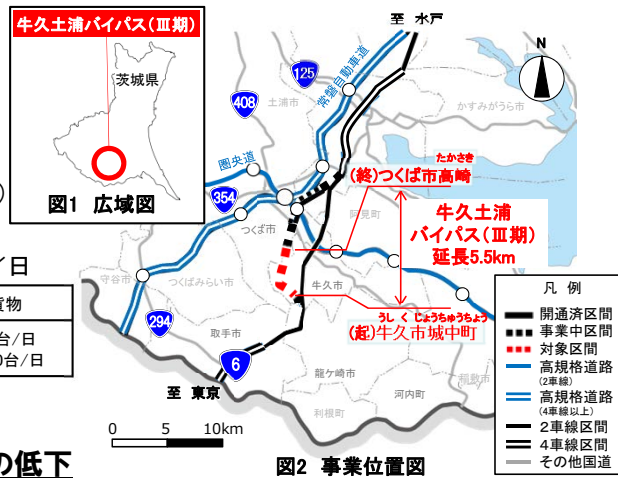 牛久土浦バイパス(Ⅲ期)
茨城県
図1 広域図
/日
貨物
台/日
0台/日
の低下
至 水戸
N
125
常磐自動車道
408
土浦市
かすみがうら市
圏央道
たかさき
(終)つくば市高崎
354
阿見町
つくば市
牛久土浦
バイパス(Ⅲ期)
延長5.5km
守谷市
つくばみらい市
牛久市
うしくじょうちゅうちょう
(起)牛久市城中町
294
取手市
6
至 東京
龍ケ崎市
稲敷市
河内町
利根町
0 5 10km
図2 事業位置図
凡 例
開通済区間
事業中区間
対象区間
高規格道路
(2車線)
高規格道路
(4車線以上)
2車線区間
4車線区間
その他国道